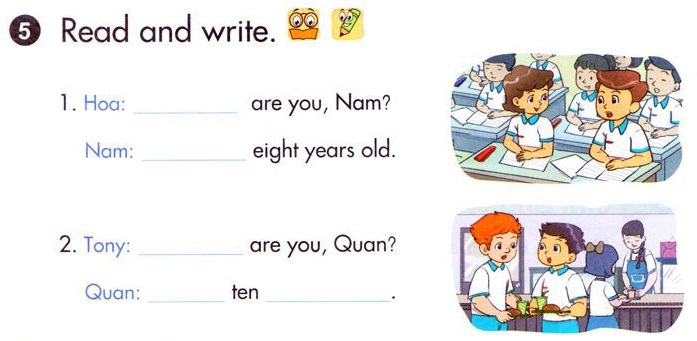 5 Read and write.
1. Hoa: __________ are you, Nam?
Nam: __________ eight years old.
2. Tony: __________ are you, Quan?
Quan: ________ ten ____________.